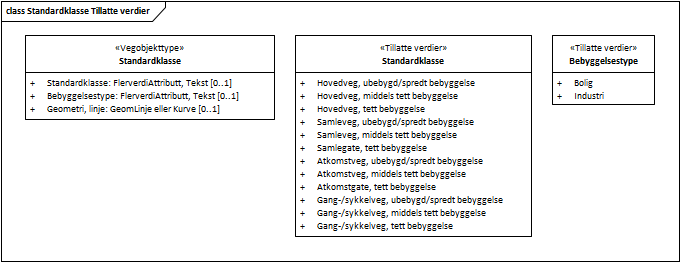 class Standardklasse Tillatte verdier
«Vegobjekttype»
Standardklasse
+ Standardklasse: FlerverdiAttributt, Tekst [0..1]
+ Bebyggelsestype: FlerverdiAttributt, Tekst [0..1]
+ Geometri, linje: GeomLinje eller Kurve [0..1]
«Tillatte verdier»
Standardklasse
+ Hovedveg, ubebygd/spredt bebyggelse
+ Hovedveg, middels tett bebyggelse
+ Hovedveg, tett bebyggelse
+ Samleveg, ubebygd/spredt bebyggelse
+ Samleveg, middels tett bebyggelse
+ Samlegate, tett bebyggelse
+ Atkomstveg, ubebygd/spredt bebyggelse
+ Atkomstveg, middels tett bebyggelse
+ Atkomstgate, tett bebyggelse
+ Gang-/sykkelveg, ubebygd/spredt bebyggelse
+ Gang-/sykkelveg, middels tett bebyggelse
+ Gang-/sykkelveg, tett bebyggelse
«Tillatte verdier»
Bebyggelsestype
+ Bolig
+ Industri